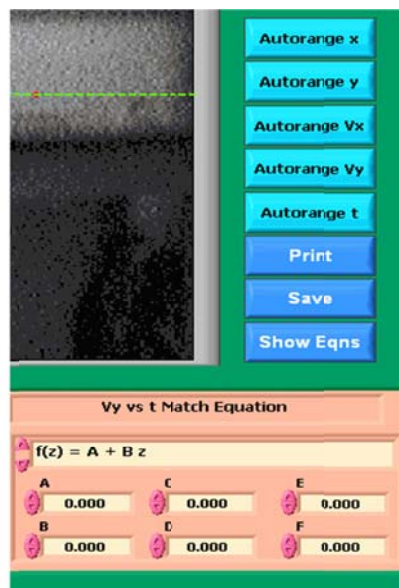 Autorange x
Autorange y
Autorange Vx
Autorange Vy
Autorange t
Print
Save
Show Eqns
Vy vs t Match Equation
f(z) = A + B z
A C E
0.000 0.000 0.000
B D F
0.000 0.000 0.000